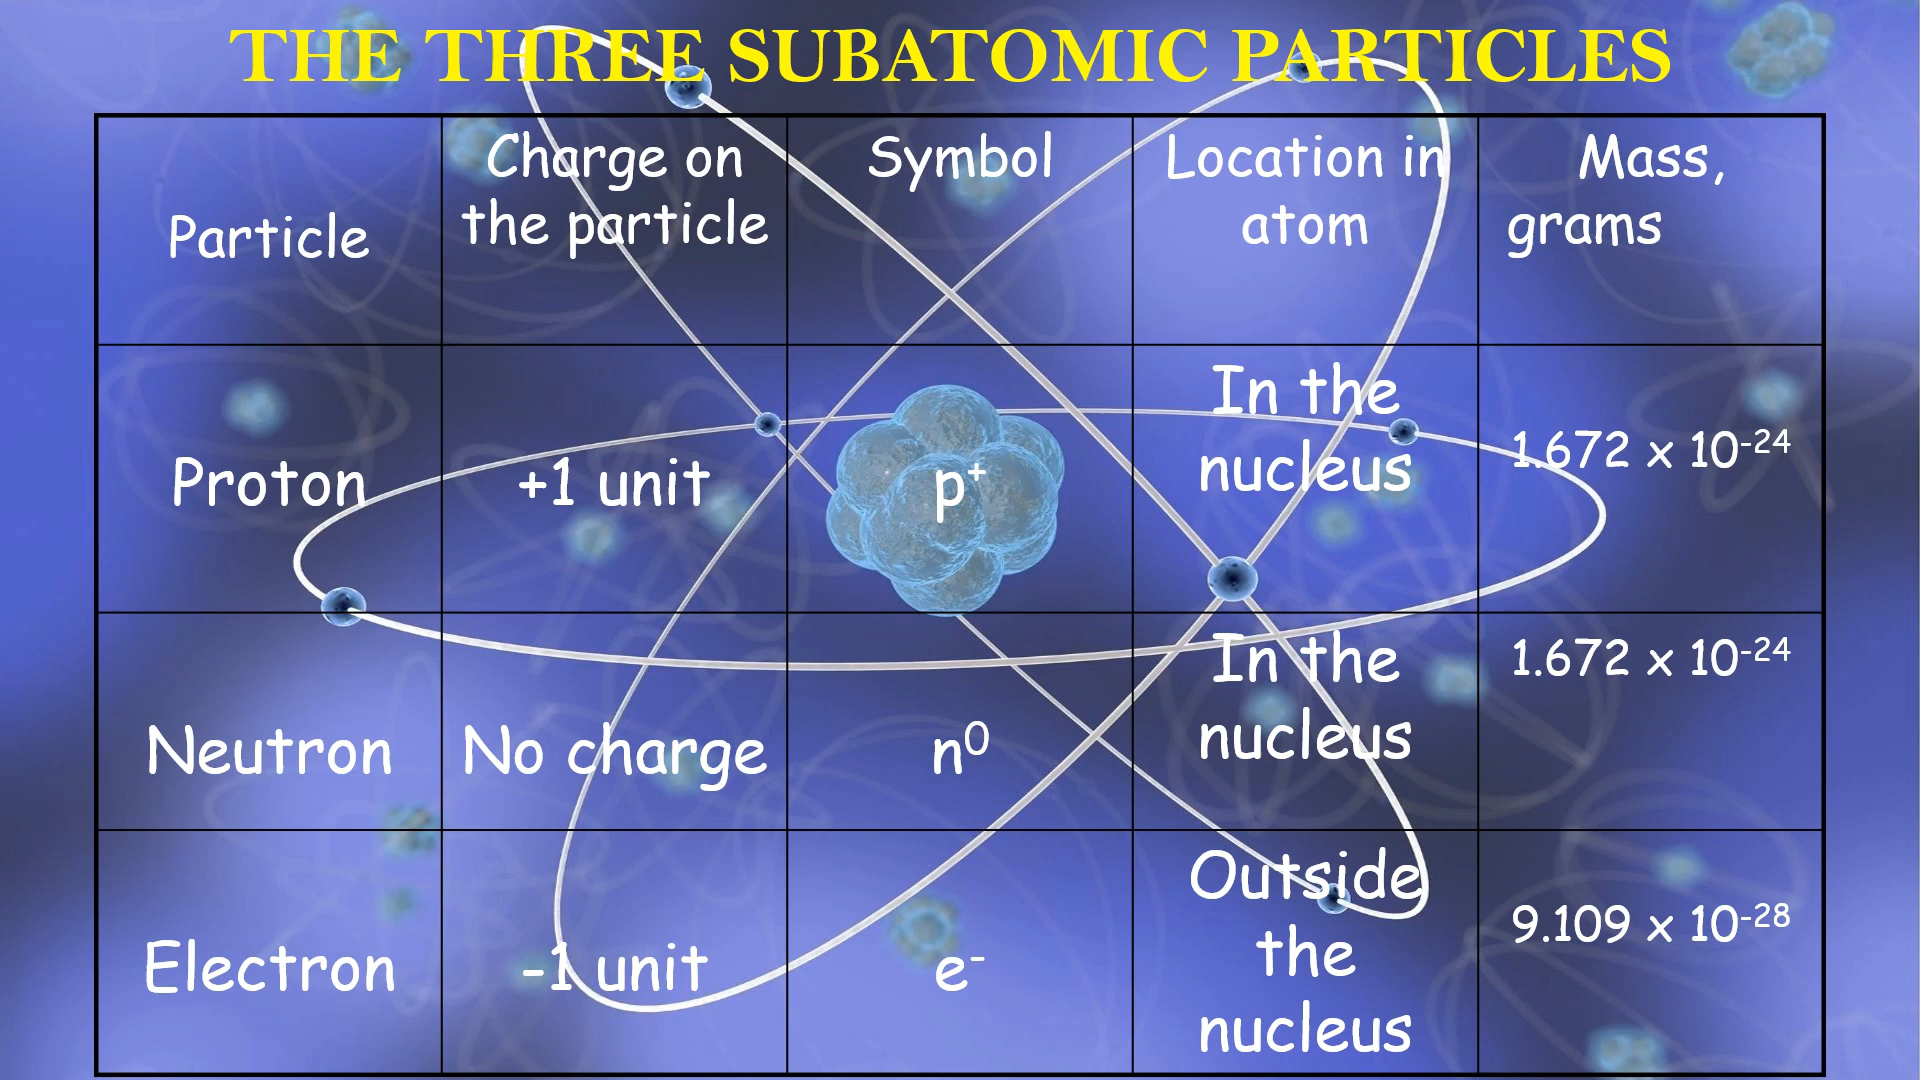 THE THREE SUBATOMIC PARTICLES
Particle
Charge on
the particle
Symbol
Location in
atom
Mass,
grams
Proton
+1 unit
p⁺
In the
nucleus
1.672 x 10⁻²⁴
Neutron
No charge
n⁰
In the
nucleus
1.672 x 10⁻²⁴
Electron
-1 unit
e⁻
Outside
the
nucleus
9.109 x 10⁻²⁸